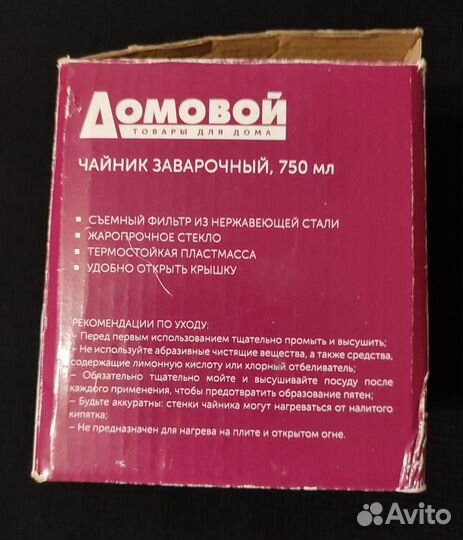 ДОМОВОЙ
ТОВАРЫ ДЛЯ ДОМА
ЧАЙНИК ЗАВАРОЧНЫЙ, 750 мл
▪ СЪЕМНЫЙ ФИЛЬТР ИЗ НЕРЖАВЕЮЩЕЙ СТАЛИ
▪ ЖАРОПРОЧНОЕ СТЕКЛО
▪ ТЕРМОСТОЙКАЯ ПЛАСТМАССА
▪ УДОБНО ОТКРЫТЬ КРЫШКУ
РЕКОМЕНДАЦИИ ПО УХОДУ:
– Перед первым использованием тщательно промыть и высушить;
– Не используйте абразивные чистящие вещества, а также средства,
содержащие лимонную кислоту или хлорный отбеливатель;
– Обязательно тщательно мойте и высушивайте посуду после
каждого применения, чтобы предотвратить образование пятен;
– Будьте аккуратны: стенки чайника могут нагреваться от налитого
кипятка;
– Не предназначен для нагрева на плите и открытом огне.
Avito